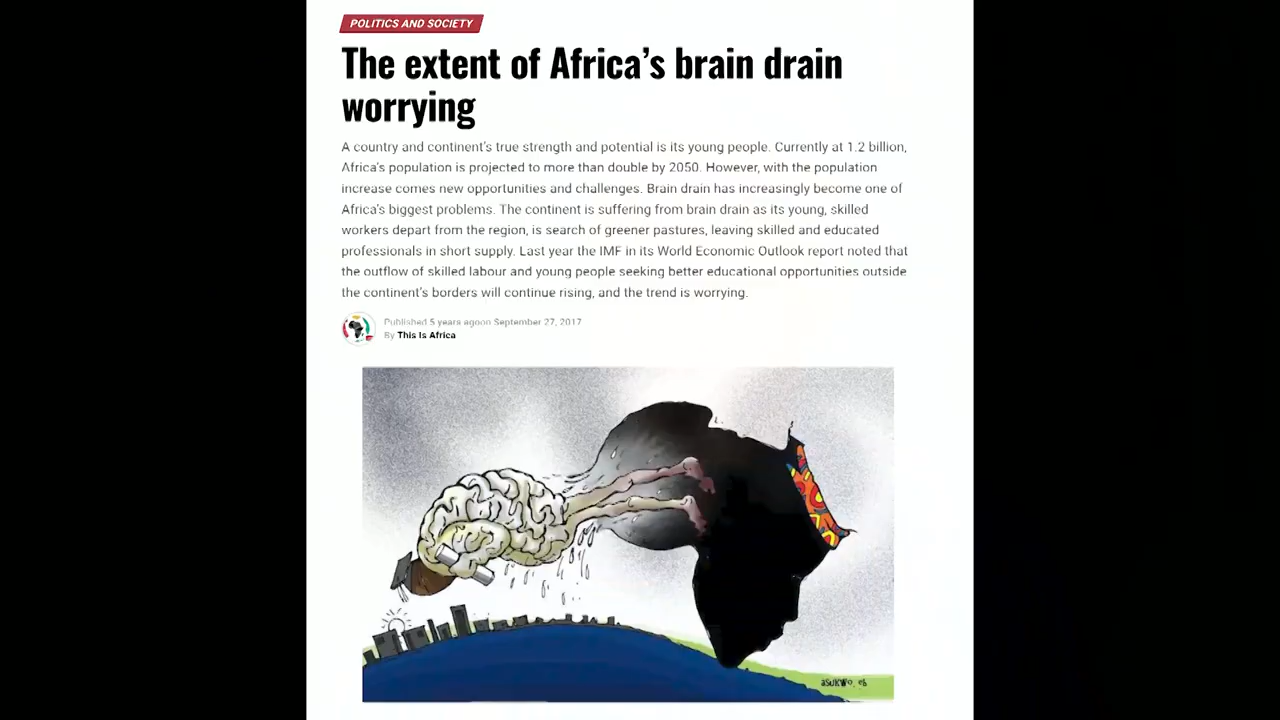 POLITICS AND SOCIETY
The extent of Africa's brain drain
worrying
A country and continent's true strength and potential is its young people. Currently at 1.2 billion,
Africa's population is projected to more than double by 2050. However, with the population
increase comes new opportunities and challenges. Brain drain has increasingly become one of
Africa's biggest problems. The continent is suffering from brain drain as its young, skilled
workers depart from the region, is search of greener pastures, leaving skilled and educated
professionals in short supply. Last year the IMF in its World Economic Outlook report noted that
the outflow of skilled labour and young people seeking better educational opportunities outside
the continent's borders will continue rising, and the trend is worrying.
Published 5 years agoon September 27, 2017
By This Is Africa
asukwo. eb